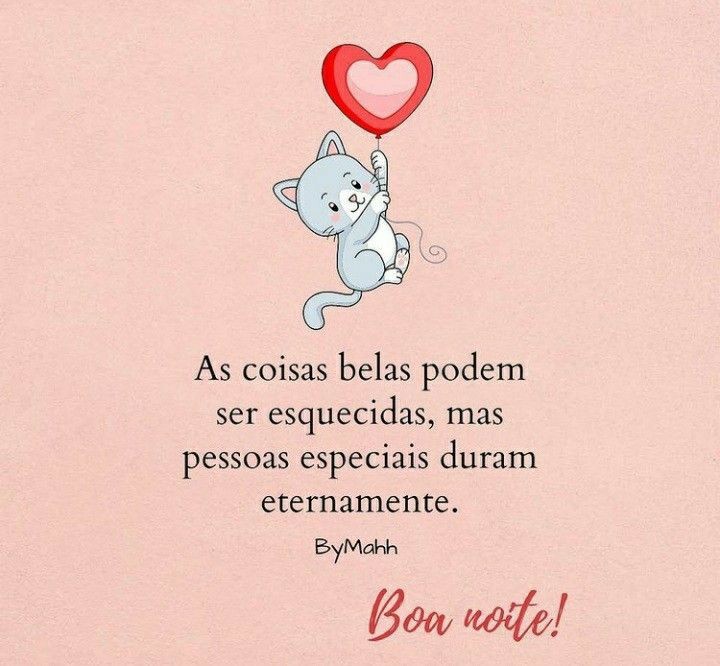 As coisas belas podem
ser esquecidas, mas
pessoas especiais duram
eternamente.
ByMahh
Boa noite!